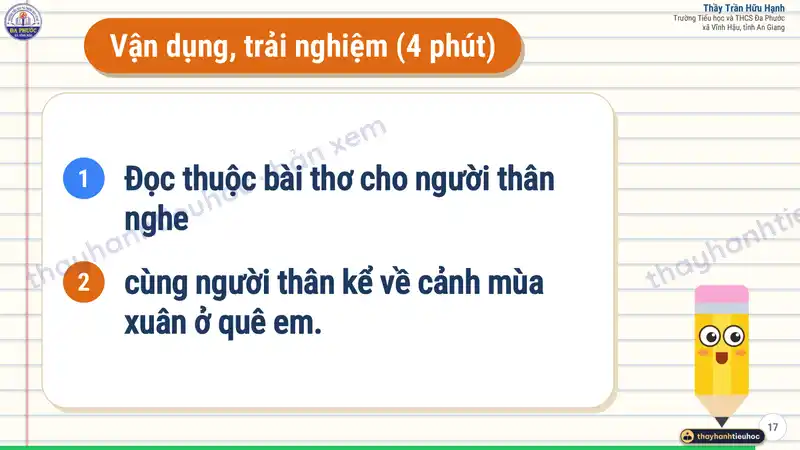 ĐA PHƯỚC
Thầy Trần Hữu Hạnh
Trường Tiểu học và THCS Đa Phước
xã Vĩnh Hậu, tỉnh An Giang
Vận dụng, trải nghiệm (4 phút)
1 Đọc thuộc bài thơ cho người thân
nghe
2 cùng người thân kể về cảnh mùa
xuân ở quê em.
thayhanhtieuhoc
17